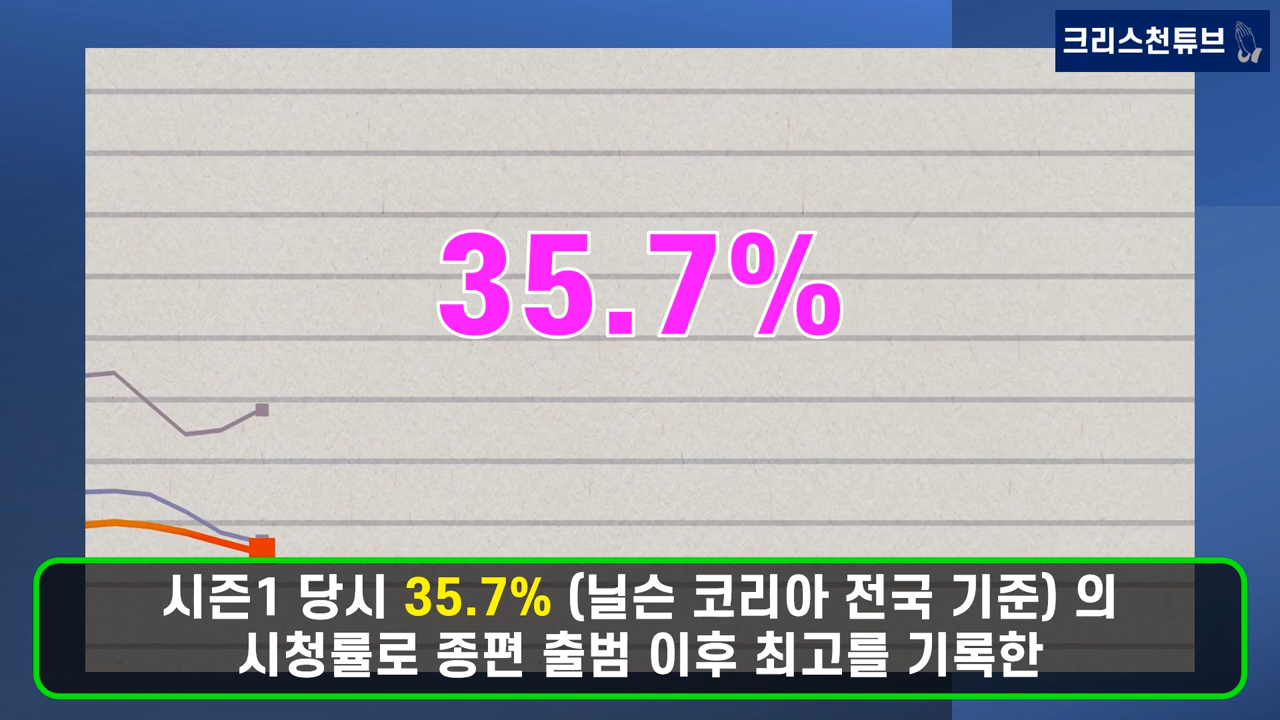 크리스천튜브
35.7%
시즌1 당시 35.7% (닐슨 코리아 전국 기준) 의
시청률로 종편 출범 이후 최고를 기록한